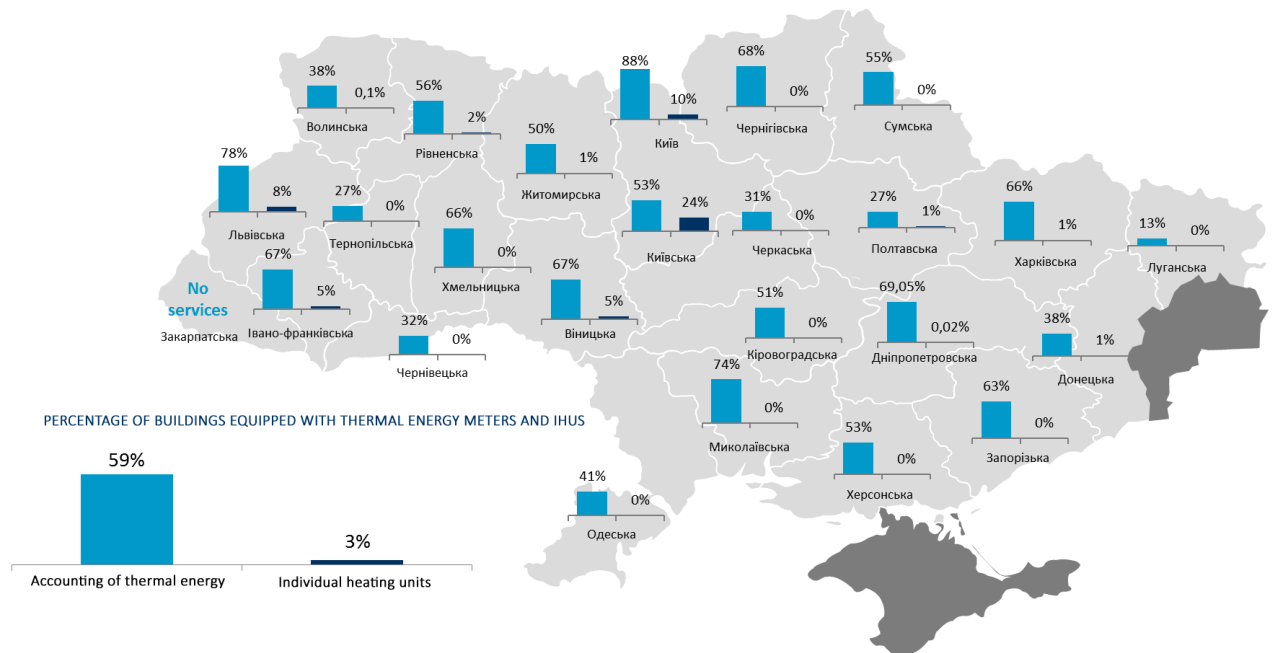 38%
0,1%
Волинська
56%
2%
Рівненська
50%
1%
Житомирська
88%
10%
Київ
68%
0%
Чернігівська
55%
0%
Сумська
78%
8%
Львівська
27%
0%
Тернопільська
66%
0%
Хмельницька
53%
24%
Київська
31%
0%
Черкаська
27%
1%
Полтавська
66%
1%
Харківська
13%
0%
Луганська
No
services
Закарпатська
67%
5%
Івано-франківська
32%
0%
Чернівецька
67%
5%
Віницька
51%
0%
Кіровоградська
69,05%
0,02%
Дніпропетровська
38%
1%
Донецька
74%
0%
Миколаївська
53%
0%
Херсонська
63%
0%
Запорізька
41%
0%
Одеська
PERCENTAGE OF BUILDINGS EQUIPPED WITH THERMAL ENERGY METERS AND IHUS
59%
3%
Accounting of thermal energy
Individual heating units